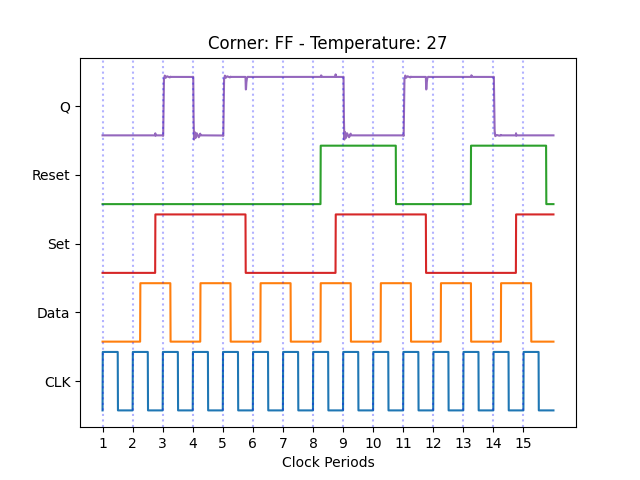 Corner: FF - Temperature: 27
Q
Reset
Set
Data
CLK
1 2 3 4 5 6 7 8 9 10 11 12 13 14 15
Clock Periods